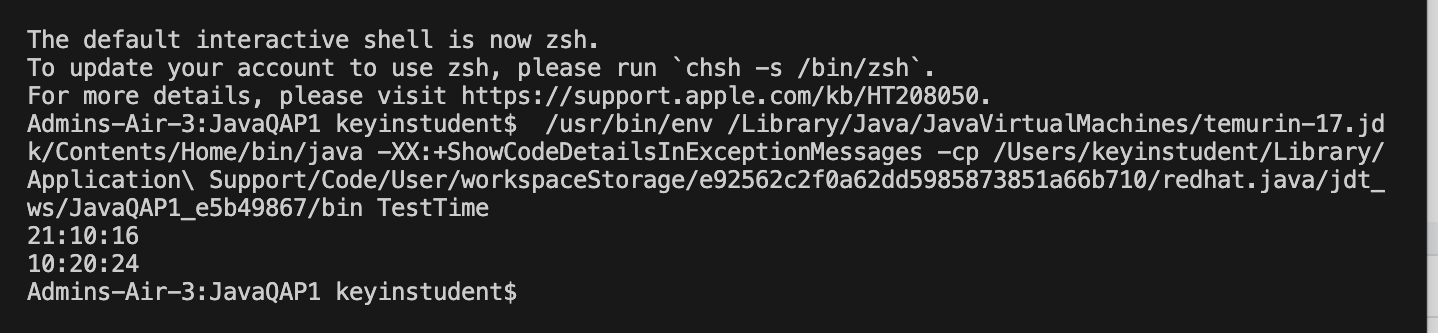 The default interactive shell is now zsh.
To update your account to use zsh, please run `chsh -s /bin/zsh`.
For more details, please visit https://support.apple.com/kb/HT208050.
Admins-Air-3:JavaQAP1 keyinstudent$  /usr/bin/env /Library/Java/JavaVirtualMachines/temurin-17.jd
k/Contents/Home/bin/java -XX:+ShowCodeDetailsInExceptionMessages -cp /Users/keyinstudent/Library/
Application\ Support/Code/User/workspaceStorage/e92562c2f0a62dd5985873851a66b710/redhat.java/jdt_
ws/JavaQAP1_e5b49867/bin TestTime
21:10:16
10:20:24
Admins-Air-3:JavaQAP1 keyinstudent$